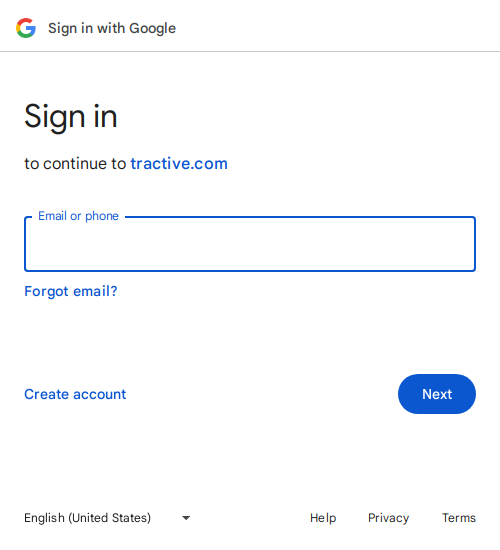 Sign in with Google
Sign in
to continue to tractive.com
Email or phone
Forgot email?
Create account
Next
English (United States)
Help
Privacy
Terms